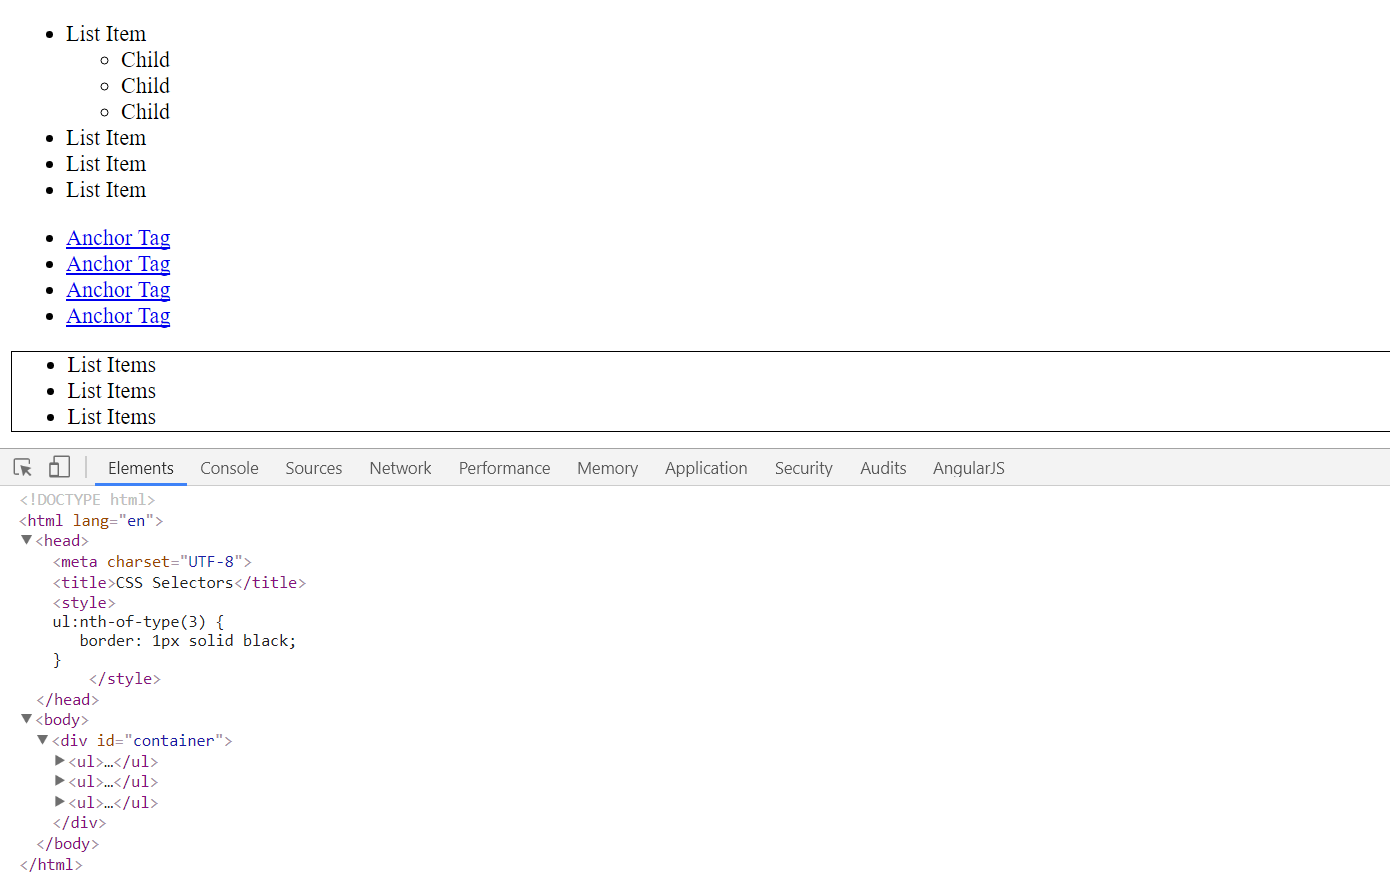 List Item
Child
Child
Child
List Item
List Item
List Item
Anchor Tag
Anchor Tag
Anchor Tag
Anchor Tag
List Items
List Items
List Items
Elements Console Sources Network Performance Memory Application Security Audits AngularJS
<!DOCTYPE html>
<html lang="en">
<head>
<meta charset="UTF-8">
<title>CSS Selectors</title>
<style>
ul:nth-of-type(3) {
border: 1px solid black;
}
</style>
</head>
<body>
<div id="container">
<ul>…</ul>
<ul>…</ul>
<ul>…</ul>
</div>
</body>
</html>